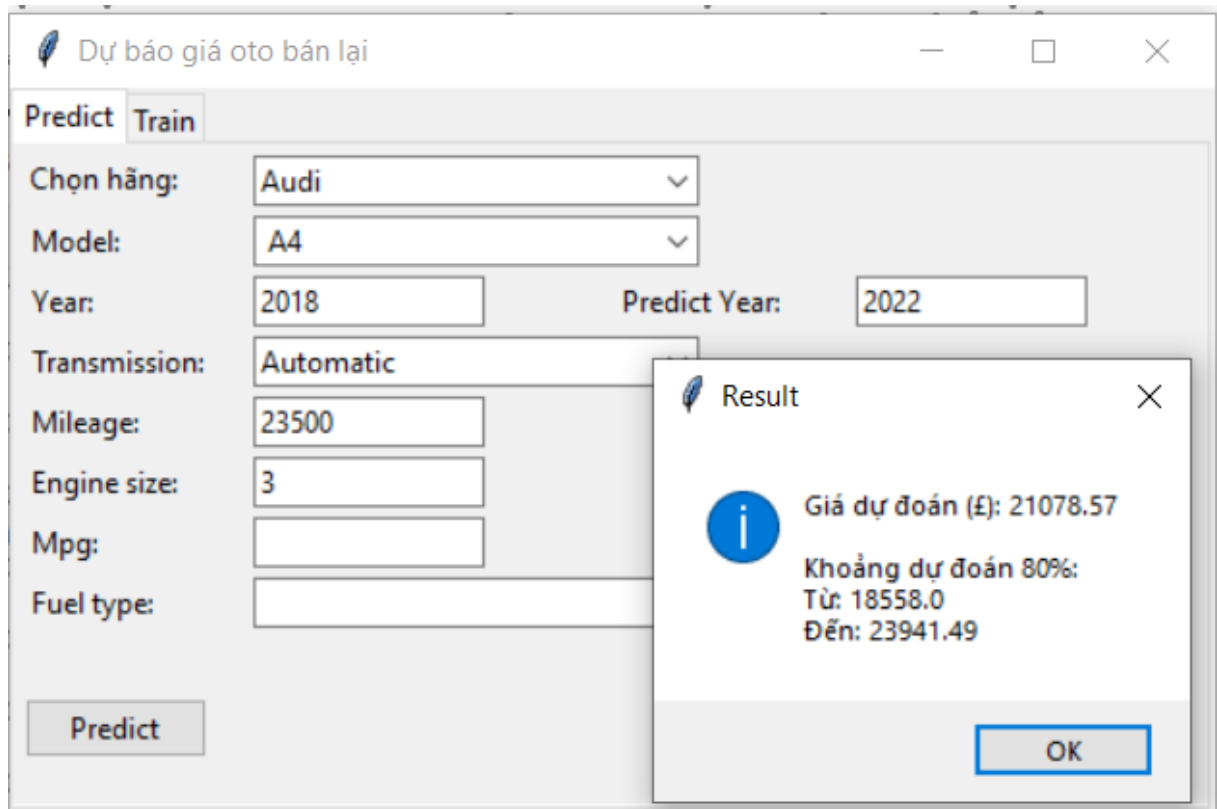 Dự báo giá oto bán lại
Predict Train
Chọn hãng: Audi
Model: A4
Year: 2018 Predict Year: 2022
Transmission: Automatic
Mileage: 23500
Engine size: 3
Mpg:
Fuel type:
Predict
Result
Giá dự đoán (£): 21078.57
Khoảng dự đoán 80%:
Từ: 18558.0
Đến: 23941.49
OK